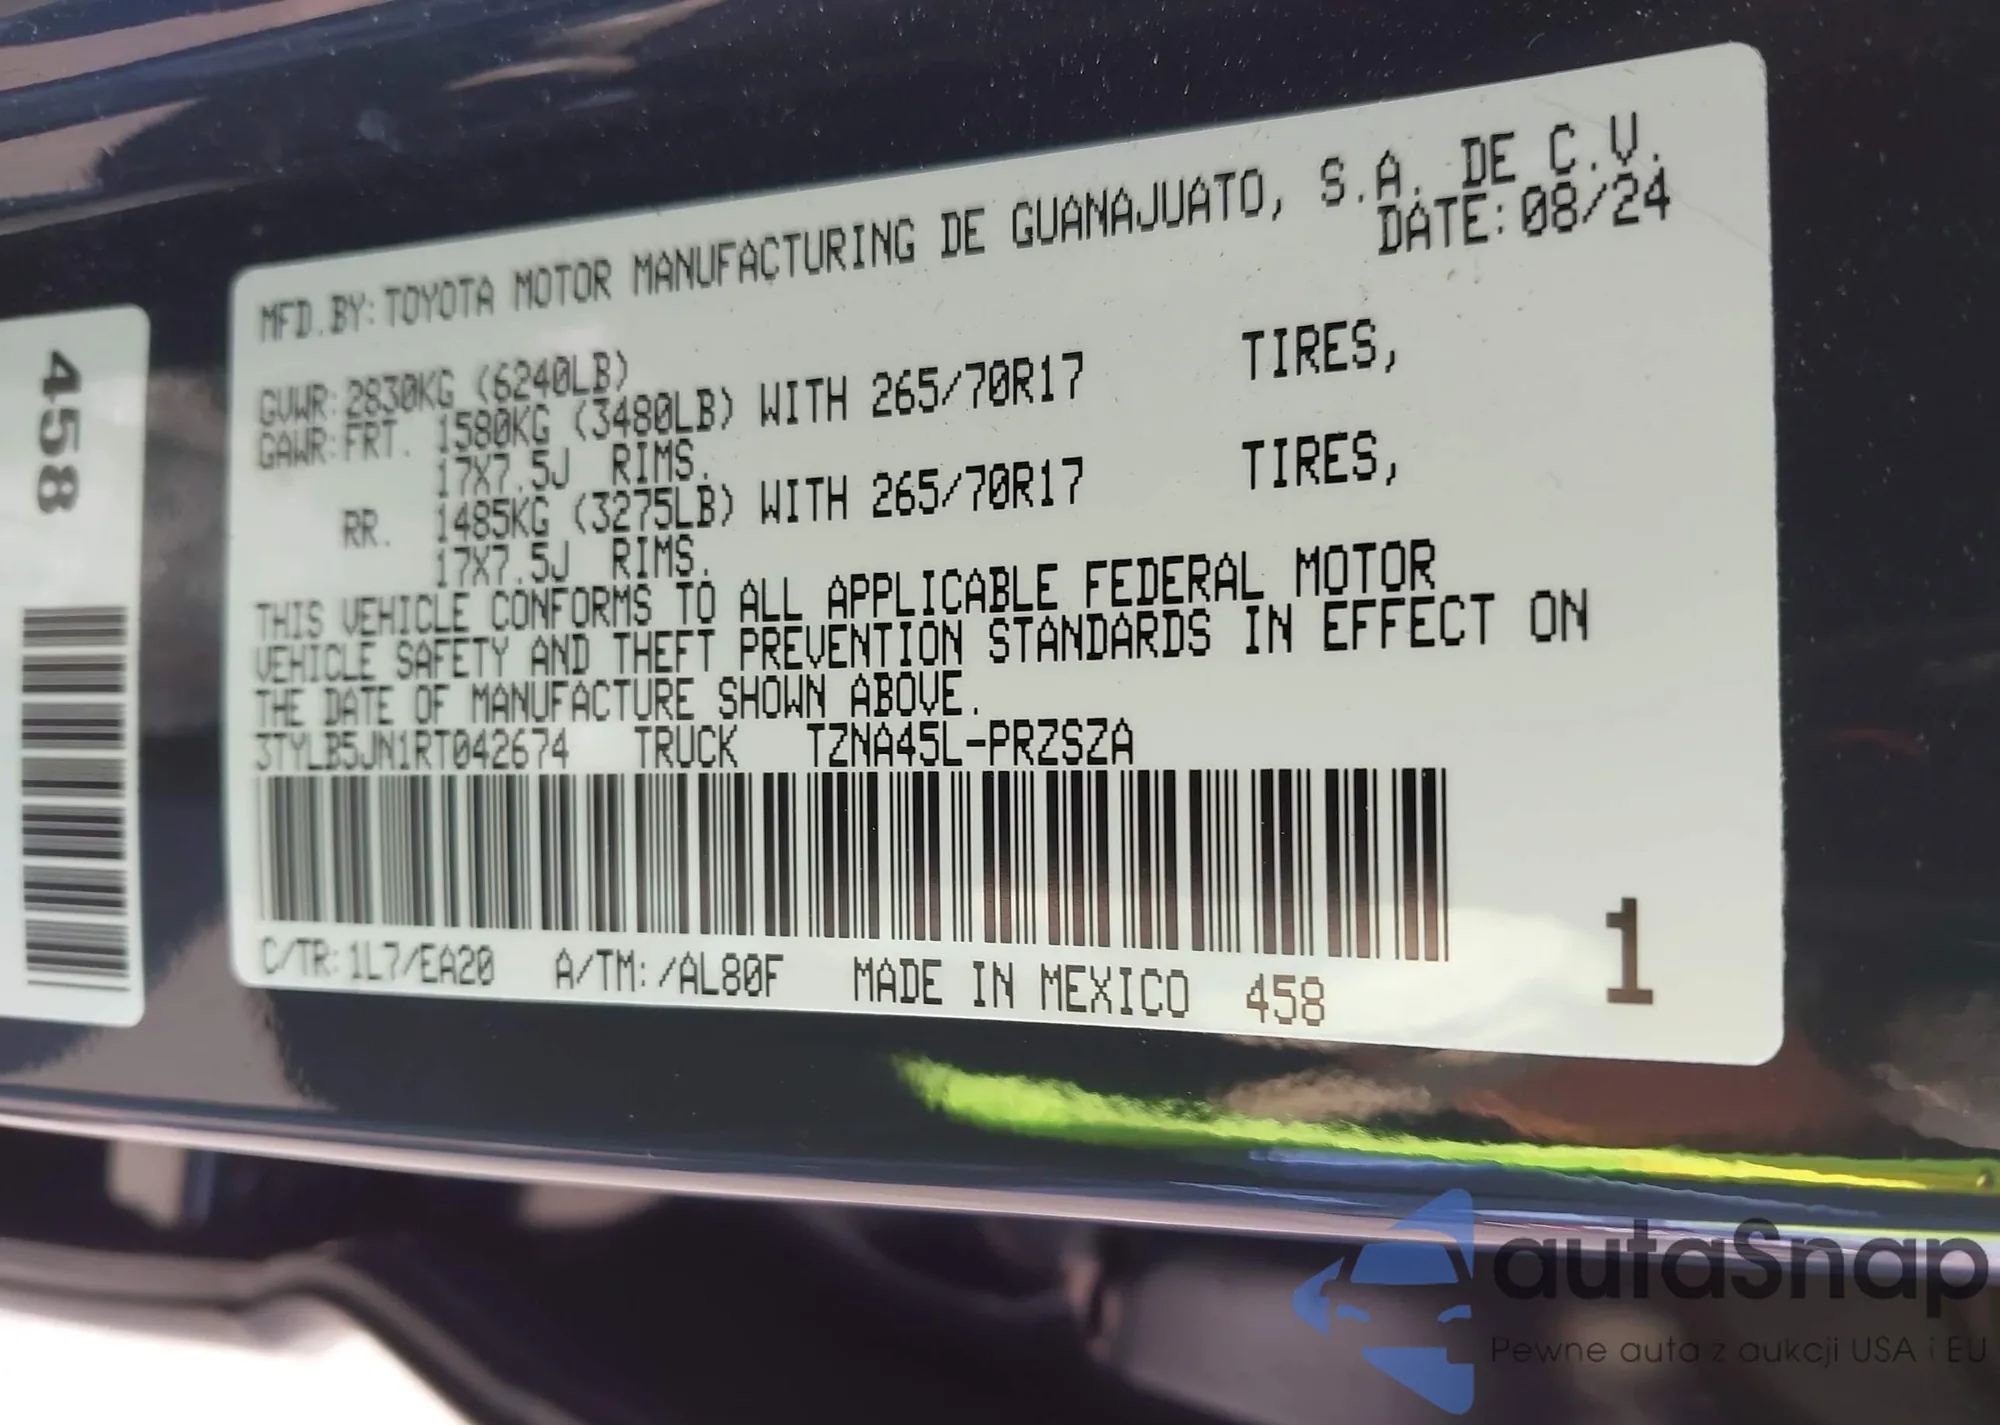 458
MFD.BY:TOYOTA MOTOR MANUFACTURING DE GUANAJUATO, S.A. DE C.V.
DATE:08/24
GVWR:2830KG (6240LB)
GAWR:FRT. 1580KG (3480LB) WITH 265/70R17 TIRES,
17X7.5J RIMS.
RR. 1485KG (3275LB) WITH 265/70R17 TIRES,
17X7.5J RIMS.
THIS VEHICLE CONFORMS TO ALL APPLICABLE FEDERAL MOTOR
VEHICLE SAFETY AND THEFT PREVENTION STANDARDS IN EFFECT ON
THE DATE OF MANUFACTURE SHOWN ABOVE.
3TYLB5JN1RT042674 TRUCK TZNA45L-PRZSZA
C/TR:1L7/EA20 A/TM:/AL80F MADE IN MEXICO 458
1
autaSnap
Pewne auta z aukcji USA i EU